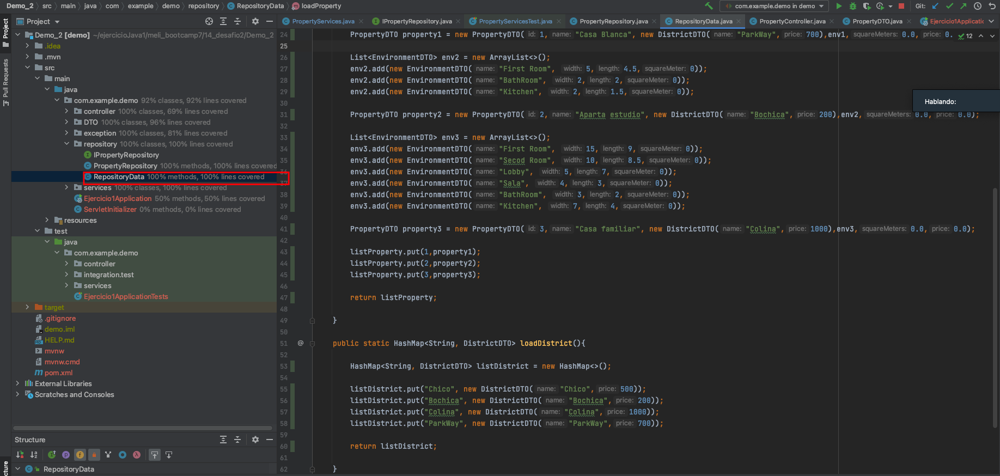 Demo_2 › src › main › java › com › example › demo › repository › RepositoryData › loadProperty
com.example.demo in demo
Git:
Project
PropertyServices.java
IPropertyRepository.java
PropertyServicesTest.java
PropertyRepository.java
RepositoryData.java
PropertyController.java
PropertyDTO.java
Ejercicio1Applicatic
Project
Pull Requests
Demo_2 [demo] ~/ejercicioJava1/meli_bootcamp7/14_desafio2/Demo_2
.idea
.mvn
src
main
java
com.example.demo 92% classes, 92% lines covered
controller 100% classes, 69% lines covered
DTO 100% classes, 96% lines covered
exception 100% classes, 81% lines covered
repository 100% classes, 100% lines covered
IPropertyRepository
PropertyRepository 100% methods, 100% lines covered
RepositoryData 100% methods, 100% lines covered
services 100% classes, 100% lines covered
Ejercicio1Application 50% methods, 50% lines covered
ServletInitializer 0% methods, 0% lines covered
resources
test
java
com.example.demo
controller
integration.test
services
Ejercicio1ApplicationTests
target
.gitignore
demo.iml
HELP.md
mvnw
mvnw.cmd
pom.xml
External Libraries
Scratches and Consoles
Structure
RepositoryData
cture
12
Hablando:
24 PropertyDTO property1 = new PropertyDTO( id: 1, name: "Casa Blanca", new DistrictDTO( name: "ParkWay", price: 700),env1, squareMeters: 0.0, price: 0.
25
26 List<EnvironmentDTO> env2 = new ArrayList<>();
27 env2.add(new EnvironmentDTO( name: "First Room", width: 5, length: 4.5, squareMeter: 0));
28 env2.add(new EnvironmentDTO( name: "BathRoom", width: 2, length: 2, squareMeter: 0));
29 env2.add(new EnvironmentDTO( name: "Kitchen", width: 2, length: 1.5, squareMeter: 0));
30
31 PropertyDTO property2 = new PropertyDTO( id: 2, name: "Aparta estudio", new DistrictDTO( name: "Bochica", price: 200),env2, squareMeters: 0.0, price: 0.0);
32
33 List<EnvironmentDTO> env3 = new ArrayList<>();
34 env3.add(new EnvironmentDTO( name: "First Room", width: 15, length: 9, squareMeter: 0));
35 env3.add(new EnvironmentDTO( name: "Secod Room", width: 10, length: 8.5, squareMeter: 0));
36 env3.add(new EnvironmentDTO( name: "Lobby", width: 5, length: 7, squareMeter: 0));
37 env3.add(new EnvironmentDTO( name: "Sala", width: 4, length: 3, squareMeter: 0));
38 env3.add(new EnvironmentDTO( name: "BathRoom", width: 3, length: 2, squareMeter: 0));
39 env3.add(new EnvironmentDTO( name: "Kitchen", width: 7, length: 4, squareMeter: 0));
40
41 PropertyDTO property3 = new PropertyDTO( id: 3, name: "Casa familiar", new DistrictDTO( name: "Colina", price: 1000),env3, squareMeters: 0.0, price: 0.0);
42
43 listProperty.put(1,property1);
44 listProperty.put(2,property2);
45 listProperty.put(3,property3);
46
47 return listProperty;
48
49 }
50
51 @ public static HashMap<String, DistrictDTO> loadDistrict(){
52
53 HashMap<String, DistrictDTO> listDistrict = new HashMap<>();
54
55 listDistrict.put("Chico", new DistrictDTO( name: "Chico", price: 500));
56 listDistrict.put("Bochica", new DistrictDTO( name: "Bochica", price: 200));
57 listDistrict.put("Colina", new DistrictDTO( name: "Colina", price: 1000));
58 listDistrict.put("ParkWay", new DistrictDTO( name: "ParkWay", price: 700));
59
60 return listDistrict;
61
62 }